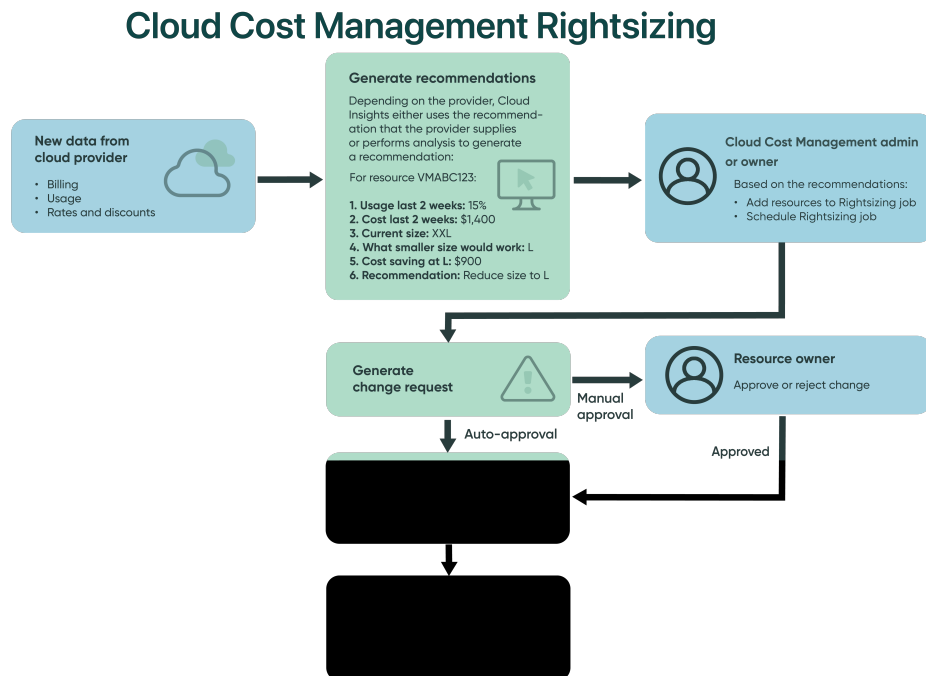 Cloud Cost Management Rightsizing
New data from
cloud provider
• Billing
• Usage
• Rates and discounts
Generate recommendations
Depending on the provider, Cloud
Insights either uses the recommend-
ation that the provider supplies
or performs analysis to generate
a recommendation:
For resource VMABC123:
1. Usage last 2 weeks: 15%
2. Cost last 2 weeks: $1,400
3. Current size: XXL
4. What smaller size would work: L
5. Cost saving at L: $900
6. Recommendation: Reduce size to L
Cloud Cost Management admin
or owner
Based on the recommendations:
• Add resources to Rightsizing job
• Schedule Rightsizing job
Generate
change request
Manual
approval
Resource owner
Approve or reject change
Auto-approval
Approved